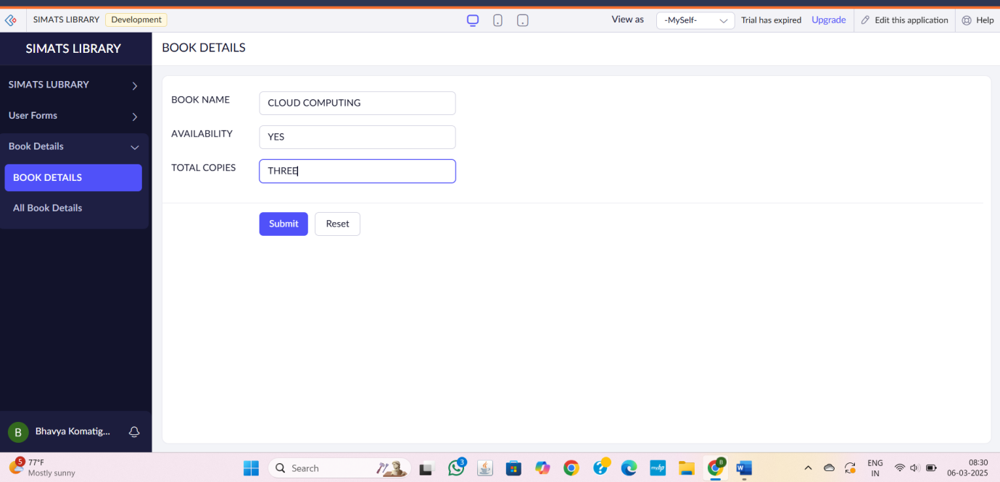 SIMATS LIBRARY Development View as -MySelf- Trial has expired Upgrade Edit this application Help
SIMATS LIBRARY
BOOK DETAILS
SIMATS LUBRARY
User Forms
Book Details
BOOK DETAILS
All Book Details
BOOK NAME CLOUD COMPUTING
AVAILABILITY YES
TOTAL COPIES THREE
Submit Reset
B Bhavya Komatig...
5 77°F
Mostly sunny
Search
3
myhp
B
W
ENG
IN
08:30
06-03-2025